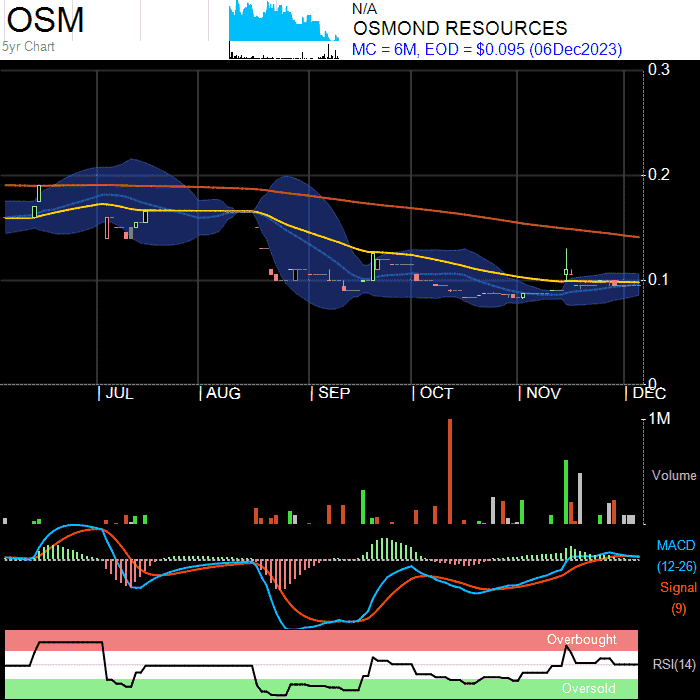 OSM
5yr Chart
N/A
OSMOND RESOURCES
MC = 6M, EOD = $0.095 (06Dec2023)
0.3
0.2
0.1
0
| JUL | AUG | SEP | OCT | NOV | DEC
1M
Volume
MACD
(12-26)
Signal
(9)
Overbought
RSI(14)
Oversold